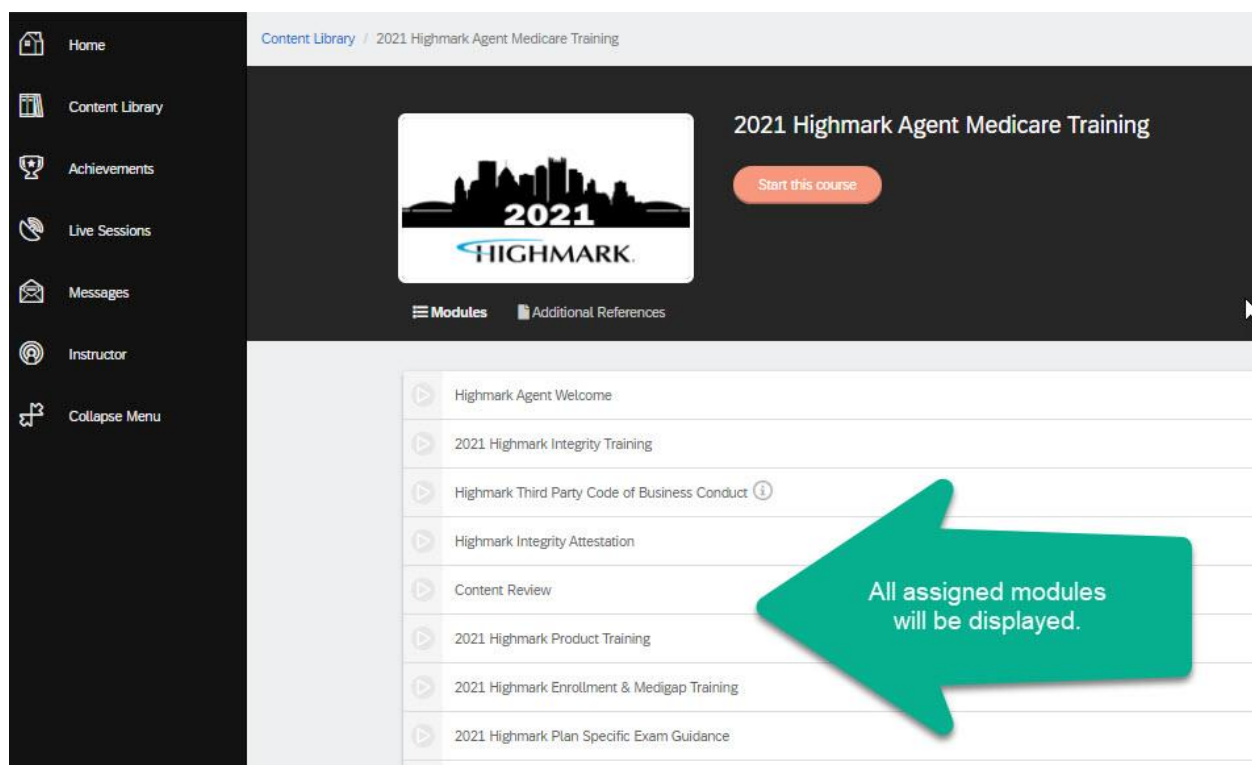 Home
Content Library
Achievements
Live Sessions
Messages
Instructor
Collapse Menu
Content Library / 2021 Highmark Agent Medicare Training
2021
HIGHMARK.
2021 Highmark Agent Medicare Training
Start this course
Modules
Additional References
Highmark Agent Welcome
2021 Highmark Integrity Training
Highmark Third Party Code of Business Conduct
Highmark Integrity Attestation
Content Review
2021 Highmark Product Training
2021 Highmark Enrollment & Medigap Training
2021 Highmark Plan Specific Exam Guidance
All assigned modules
will be displayed.